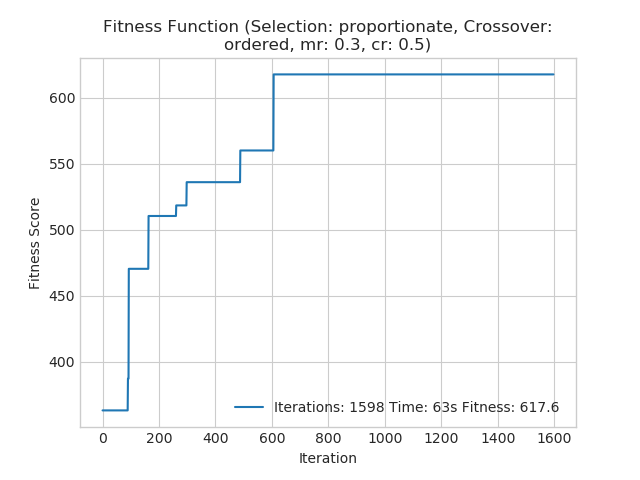 Fitness Function (Selection: proportionate, Crossover:
ordered, mr: 0.3, cr: 0.5)
600
550
500
450
400
Fitness Score
Iterations: 1598 Time: 63s Fitness: 617.6
0 200 400 600 800 1000 1200 1400 1600
Iteration